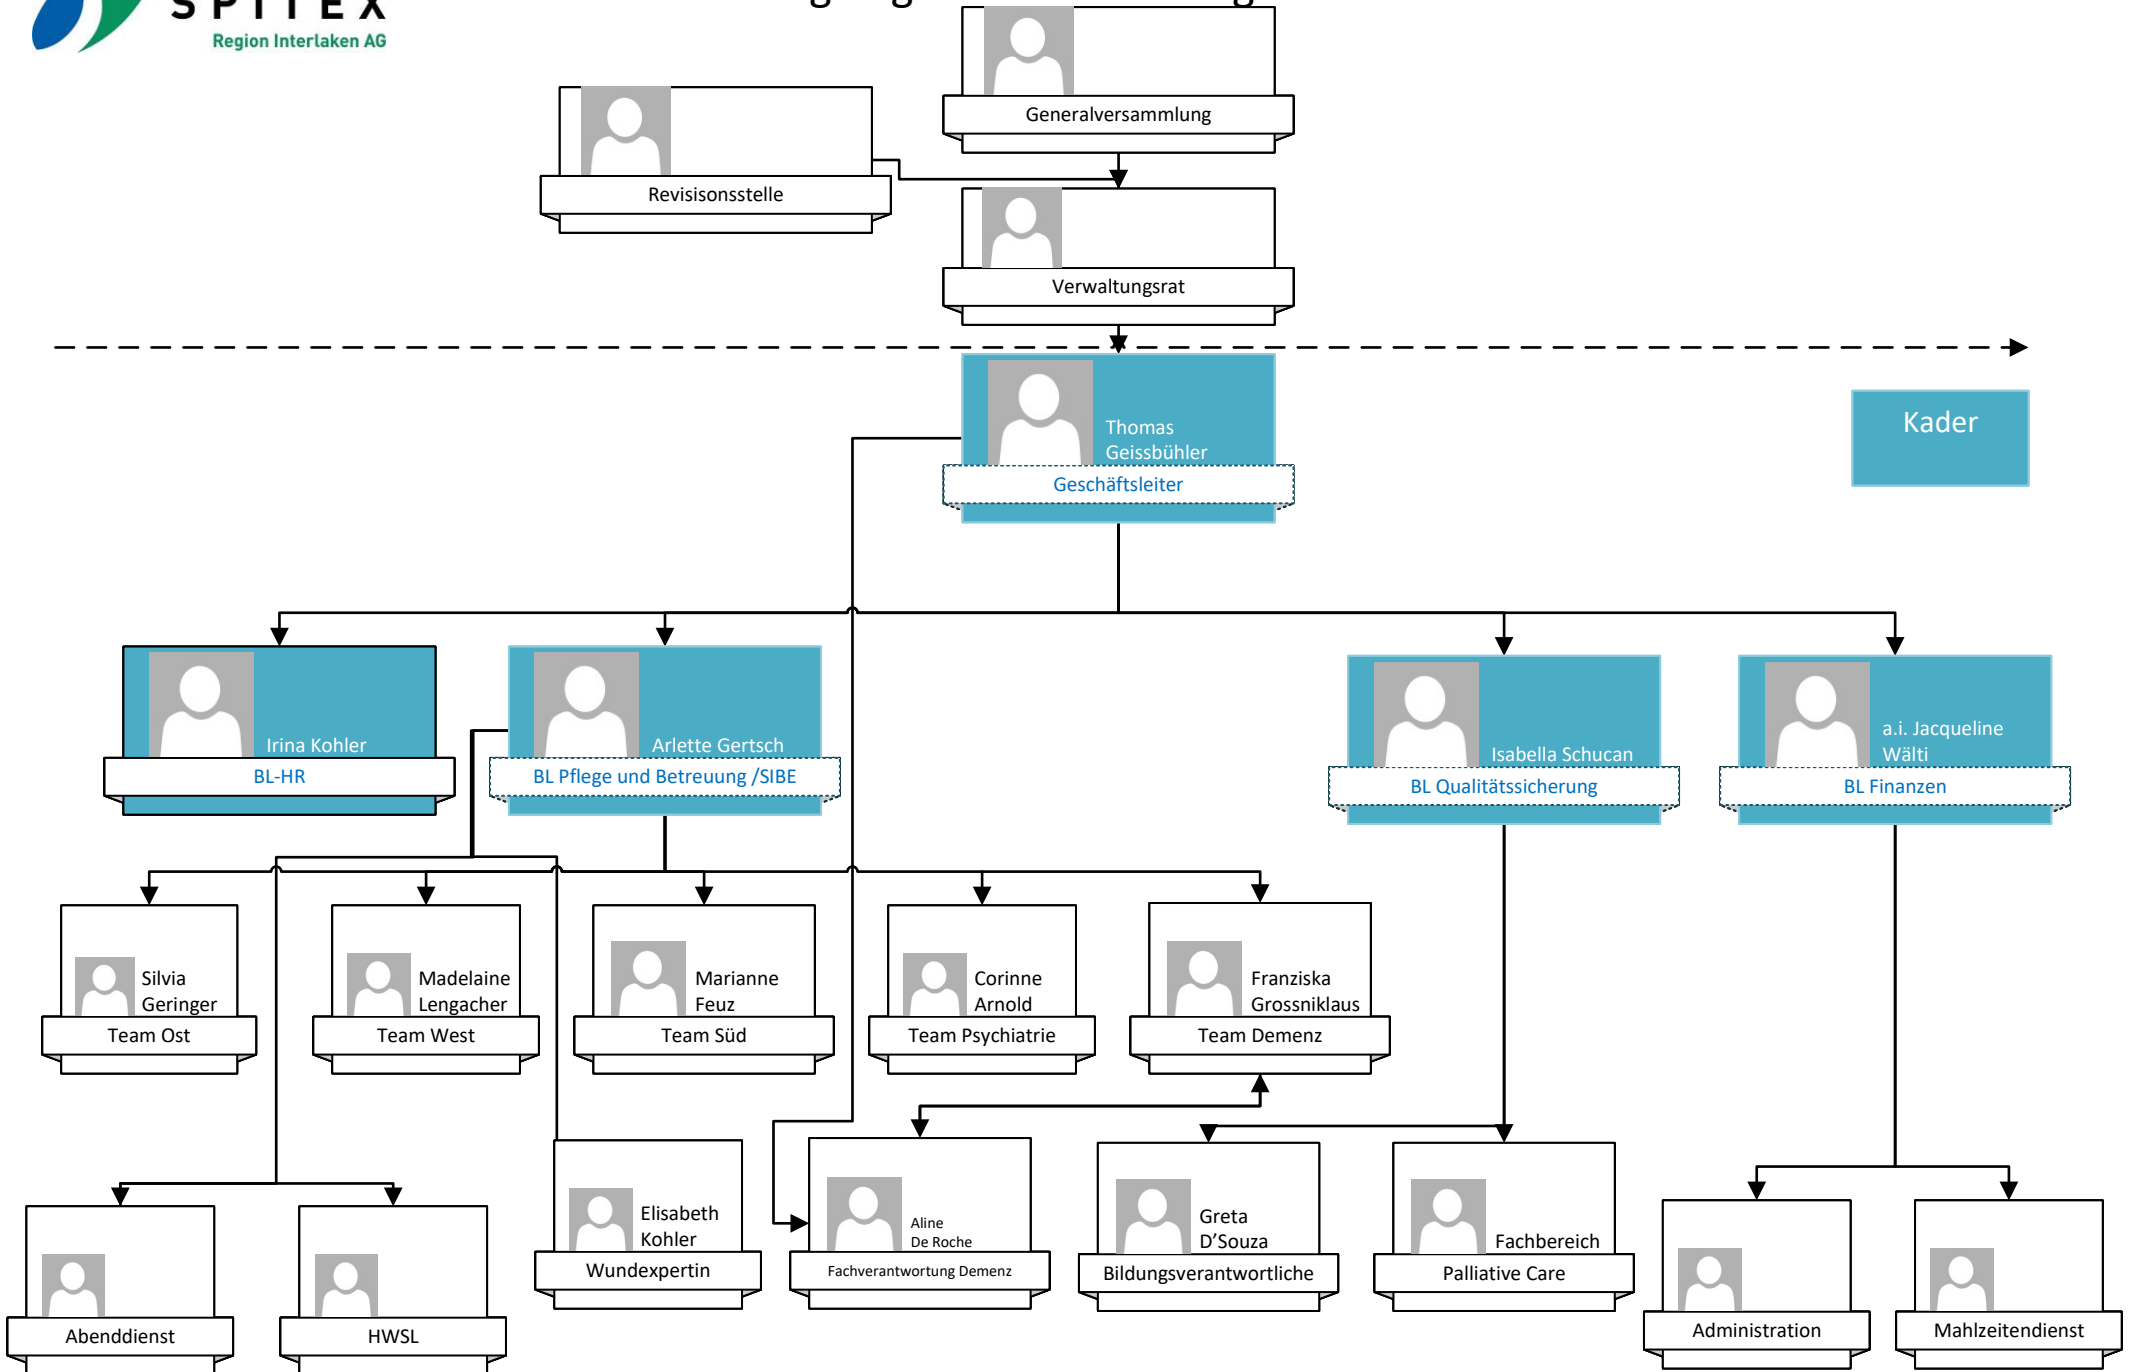 SPITEX
Region Interlaken AG
Generalversammlung
Revisisonsstelle
Verwaltungsrat
Kader
Thomas
Geissbühler
Geschäftsleiter
Irina Kohler
BL-HR
Arlette Gertsch
BL Pflege und Betreuung /SIBE
Isabella Schucan
BL Qualitätssicherung
a.i. Jacqueline
Wälti
BL Finanzen
Silvia
Geringer
Team Ost
Madelaine
Lengacher
Team West
Marianne
Feuz
Team Süd
Corinne
Arnold
Team Psychiatrie
Franziska
Grossniklaus
Team Demenz
Elisabeth
Kohler
Wundexpertin
Aline
De Roche
Fachverantwortung Demenz
Greta
D'Souza
Bildungsverantwortliche
Fachbereich
Palliative Care
Abenddienst
HWSL
Administration
Mahlzeitendienst